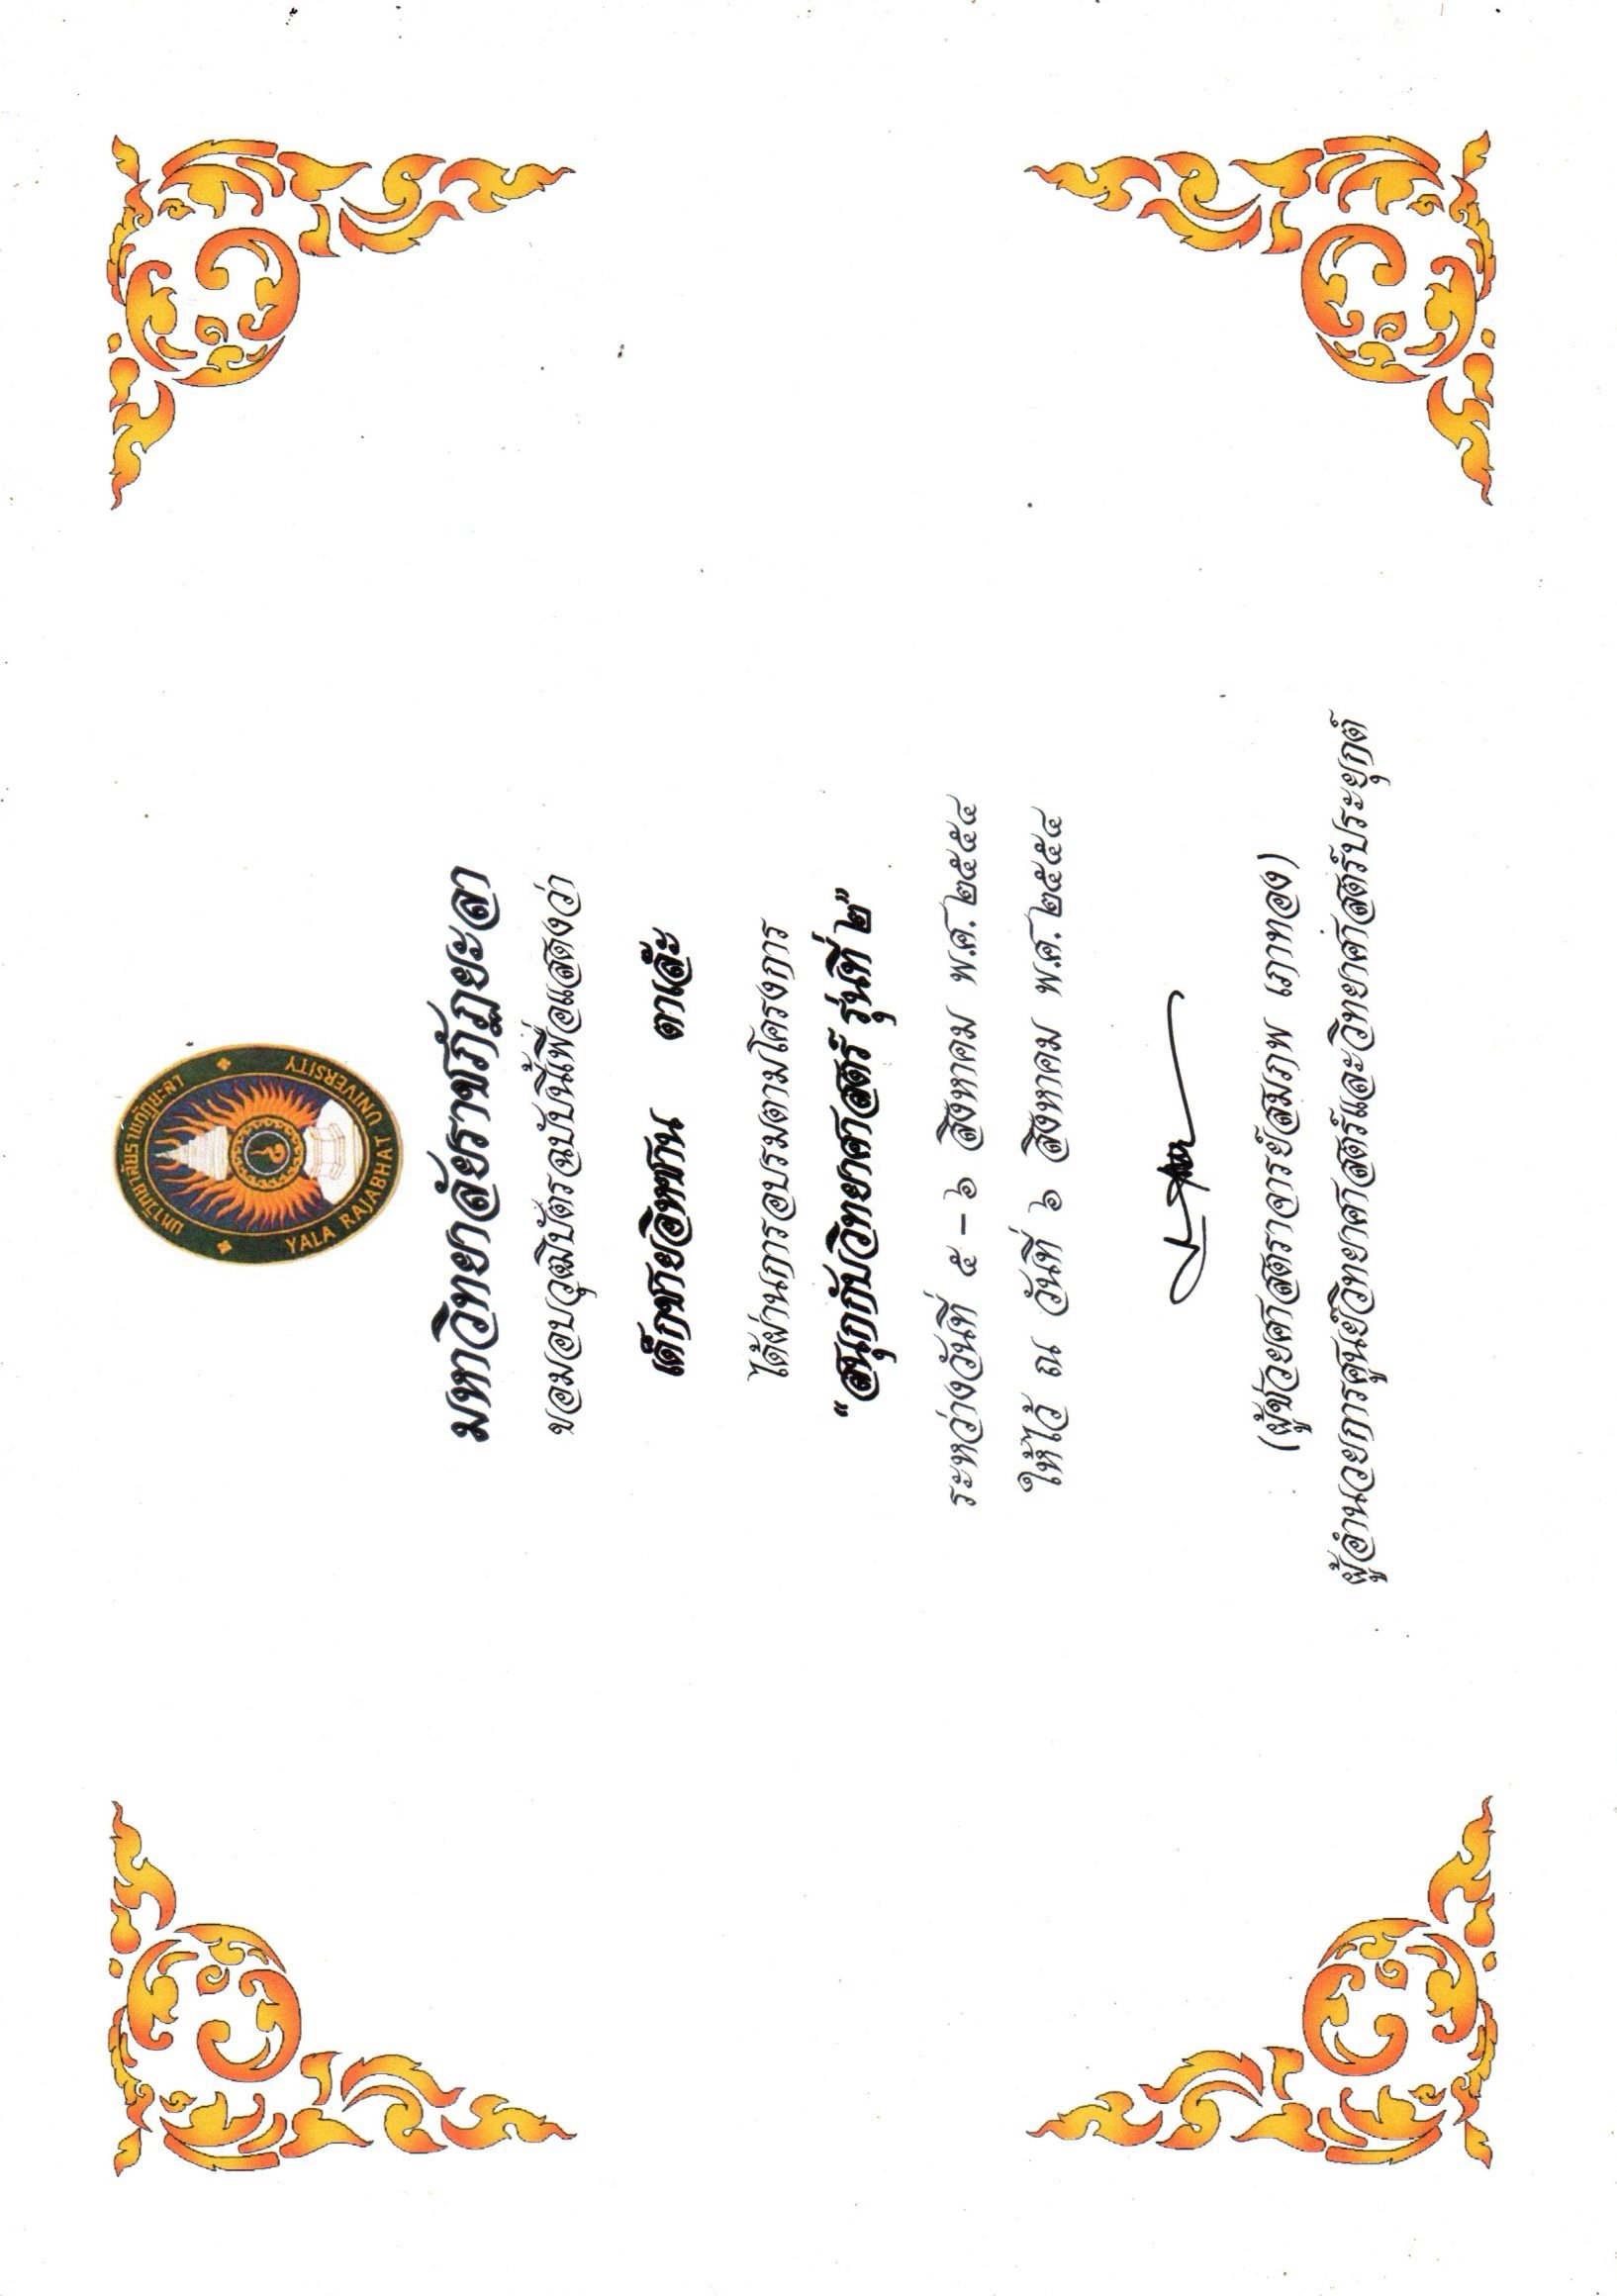 มหาวิทยาลัยราชภัฏยะลา
YALA RAJABHAT UNIVERSITY
มหาวิทยาลัยราชภัฏยะลา
ขอมอบวุฒิบัตรฉบับนี้เพื่อแสดงว่า
เด็กชายอิหซาน ตาเล๊ะ
ได้ผ่านการอบรมตามโครงการ
“สนุกกับวิทยาศาสตร์ รุ่นที่ ๒”
ระหว่างวันที่ ๕ - ๖ สิงหาคม พ.ศ. ๒๕๕๔
ให้ไว้ ณ วันที่ ๖ สิงหาคม พ.ศ. ๒๕๕๔
(ผู้ช่วยศาสตราจารย์สมภพ เภาทอง)
ผู้อำนวยการศูนย์วิทยาศาสตร์และวิทยาศาสตร์ประยุกต์